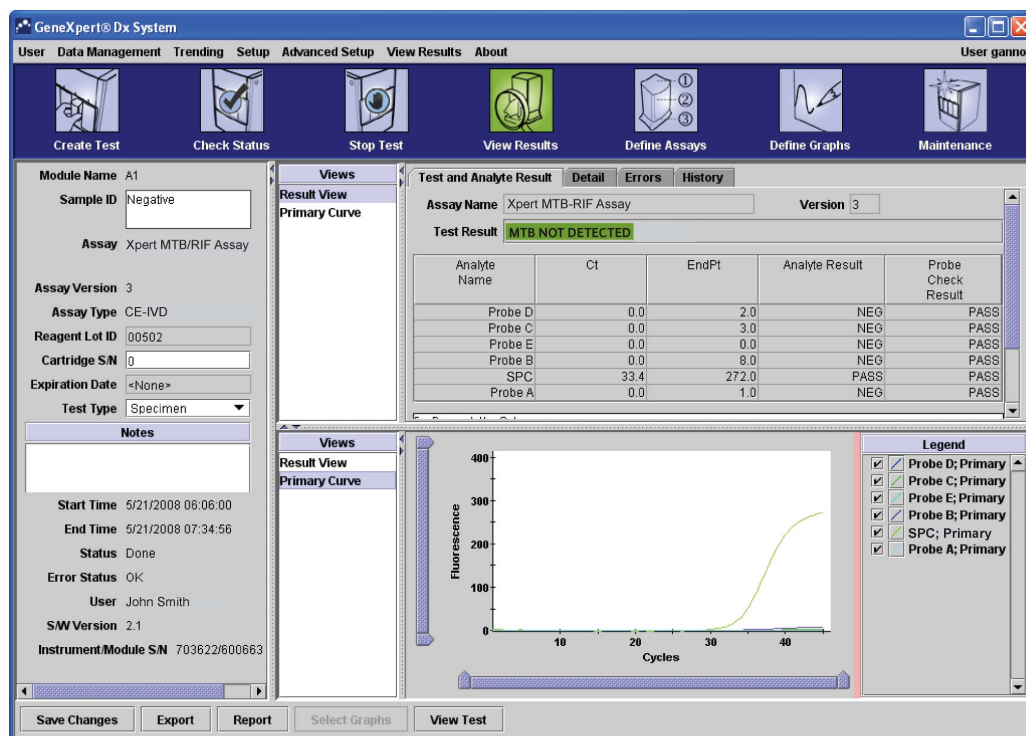 GeneXpert® Dx System
User Data Management Trending Setup Advanced Setup View Results About User ganno
Create Test Check Status Stop Test View Results Define Assays Define Graphs Maintenance
① ② ③
Module Name A1
Sample ID Negative
Assay Xpert MTB/RIF Assay
Assay Version 3
Assay Type CE-IVD
Reagent Lot ID 00502
Cartridge S/N 0
Expiration Date <None>
Test Type Specimen
Notes
Start Time 5/21/2008 06:06:00
End Time 5/21/2008 07:34:56
Status Done
Error Status OK
User John Smith
S/W Version 2.1
Instrument/Module S/N 703622/600663
Views
Result View
Primary Curve
Test and Analyte Result Detail Errors History
Assay Name Xpert MTB-RIF Assay Version 3
Test Result MTB NOT DETECTED
Analyte Name Ct EndPt Analyte Result Probe Check Result
Probe D 0.0 2.0 NEG PASS
Probe C 0.0 3.0 NEG PASS
Probe E 0.0 0.0 NEG PASS
Probe B 0.0 8.0 NEG PASS
SPC 33.4 272.0 PASS PASS
Probe A 0.0 1.0 NEG PASS
Views
Result View
Primary Curve
Fluorescence
400
300
200
100
0
10 20 30 40
Cycles
Legend
Probe D; Primary
Probe C; Primary
Probe E; Primary
Probe B; Primary
SPC; Primary
Probe A; Primary
Save Changes Export Report Select Graphs View Test